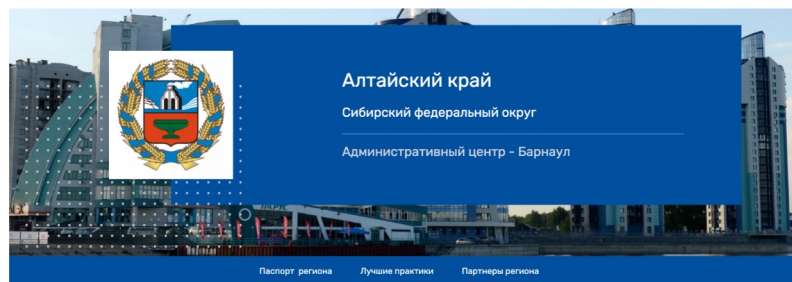 Алтайский край
Сибирский федеральный округ
Административный центр - Барнаул
Паспорт региона
Лучшие практики
Партнеры региона